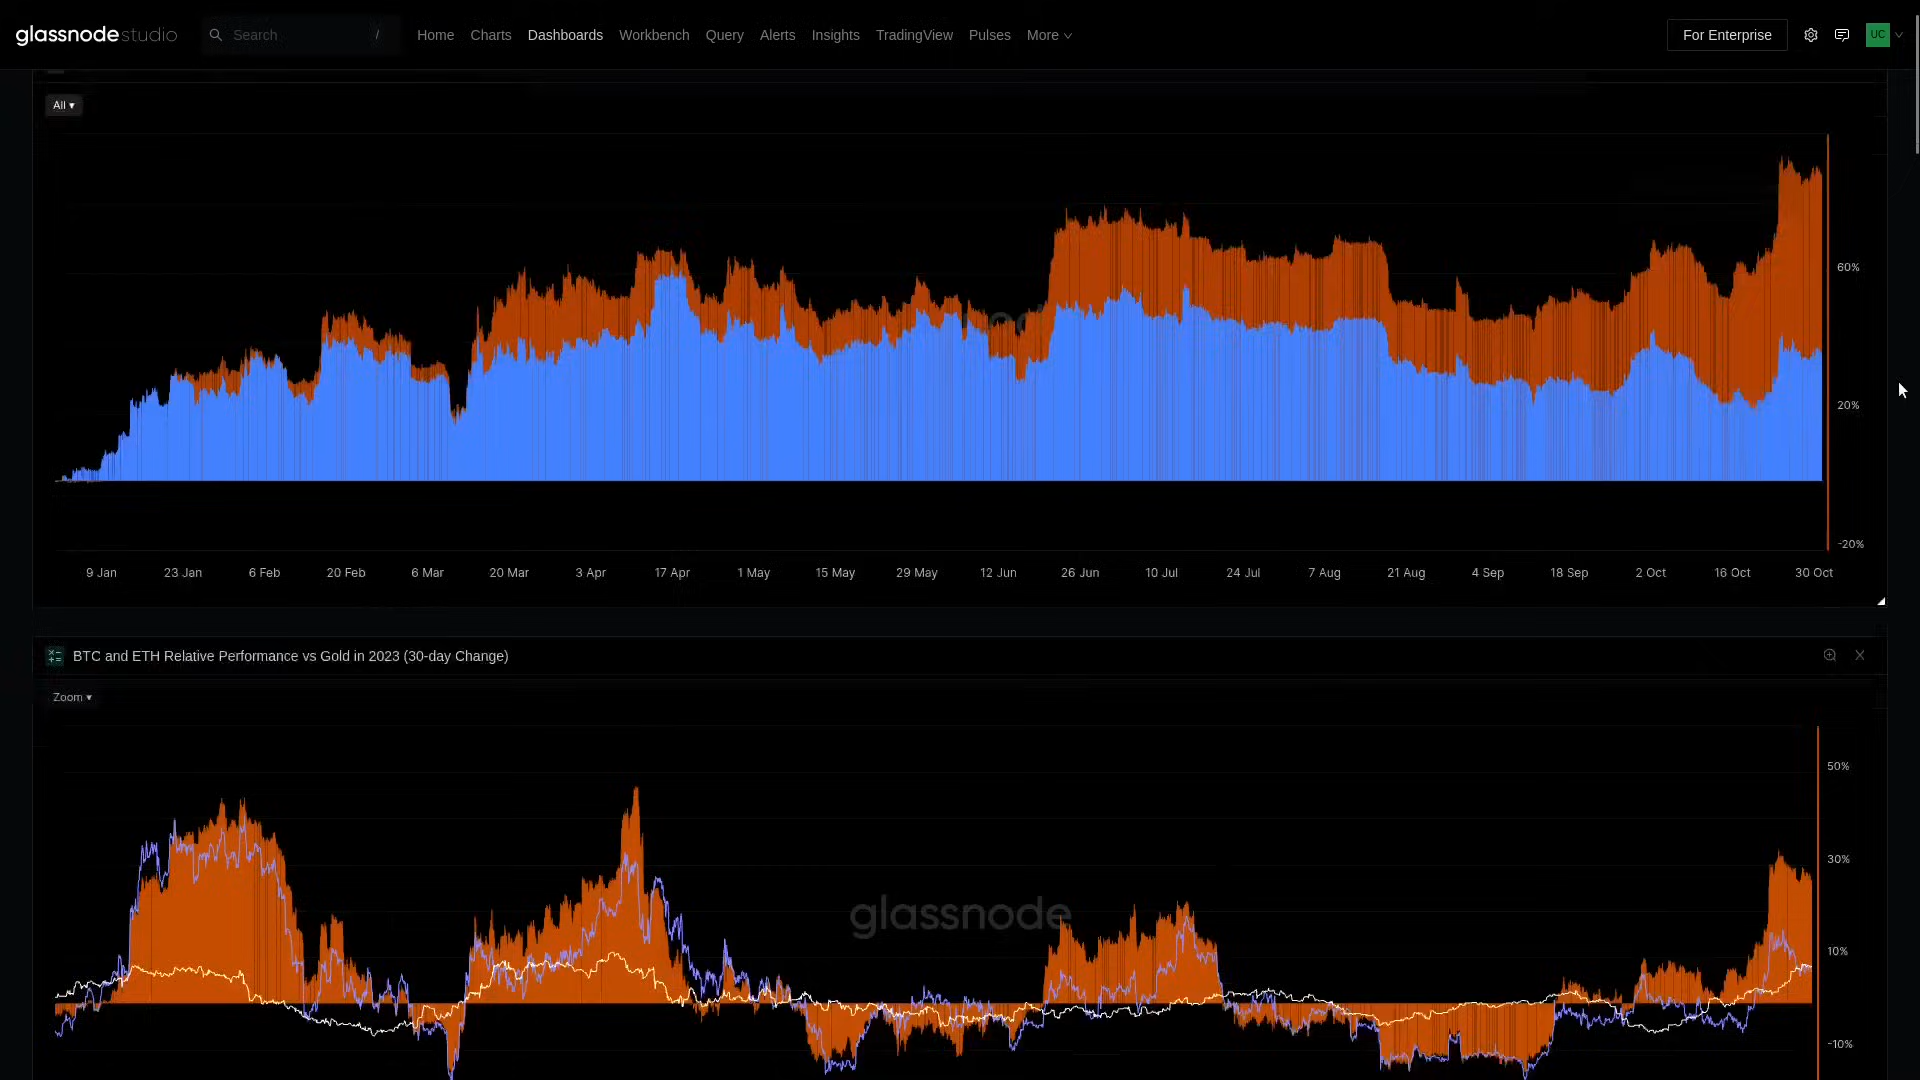 glassnode studio Search / Home Charts Dashboards Workbench Query Alerts Insights TradingView Pulses More For Enterprise UC
All ▾
60%
20%
-20%
9 Jan 23 Jan 6 Feb 20 Feb 6 Mar 20 Mar 3 Apr 17 Apr 1 May 15 May 29 May 12 Jun 26 Jun 10 Jul 24 Jul 7 Aug 21 Aug 4 Sep 18 Sep 2 Oct 16 Oct 30 Oct
BTC and ETH Relative Performance vs Gold in 2023 (30-day Change)
Zoom ▾
50%
30%
glassnode
10%
-10%